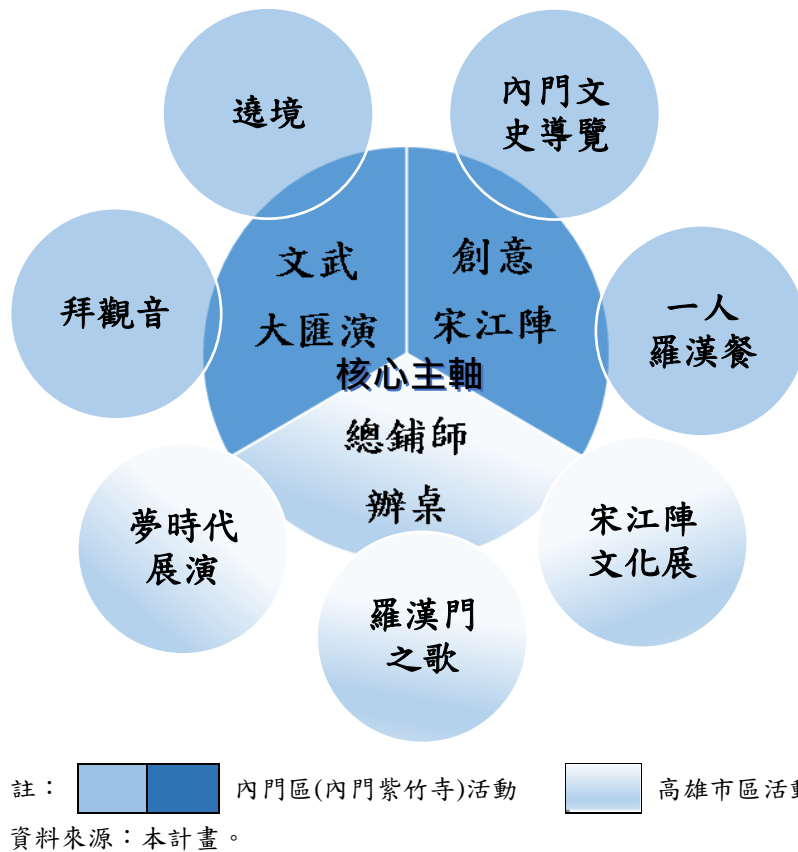 遶境
內門文
史導覽
文武
大匯演
創意
宋江陣
拜觀音
一人
羅漢餐
核心主軸
總鋪師
辦桌
夢時代
展演
宋江陣
文化展
羅漢門
之歌
註：
內門區(內門紫竹寺)活動
高雄市區活動
資料來源：本計畫。